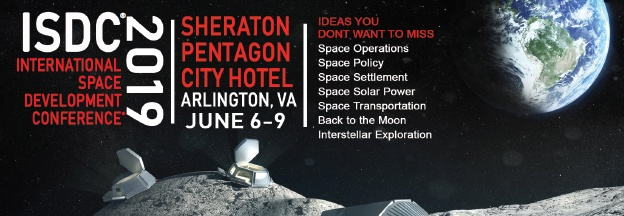 ISDC®
2019
INTERNATIONAL
SPACE
DEVELOPMENT
CONFERENCE®
SHERATON
PENTAGON
CITY HOTEL
ARLINGTON, VA
JUNE 6-9
IDEAS YOU
DONT WANT TO MISS
Space Operations
Space Policy
Space Settlement
Space Solar Power
Space Transportation
Back to the Moon
Interstellar Exploration